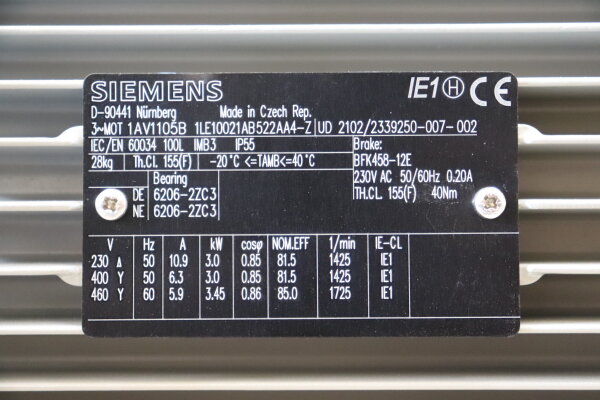 SIEMENS IE1 H CE
D-90441 Nürnberg Made in Czech Rep.
3~MOT 1AV1105B 1LE10021AB522AA4-Z UD 2102/2339250-007-002
IEC/EN 60034 100L IMB3 IP55 Brake:
28kg Th.CL 155(F) -20°C <=TAMB<=40°C BFK458-12E
Bearing 230V AC 50/60Hz 0.20A
DE 6206-2ZC3 TH.CL 155(F) 40Nm
NE 6206-2ZC3
V Hz A kW cosφ NOM.EFF 1/min IE-CL
230 Δ 50 10.9 3.0 0.85 81.5 1425 IE1
400 Y 50 6.3 3.0 0.85 81.5 1425 IE1
460 Y 60 5.9 3.45 0.86 85.0 1725 IE1